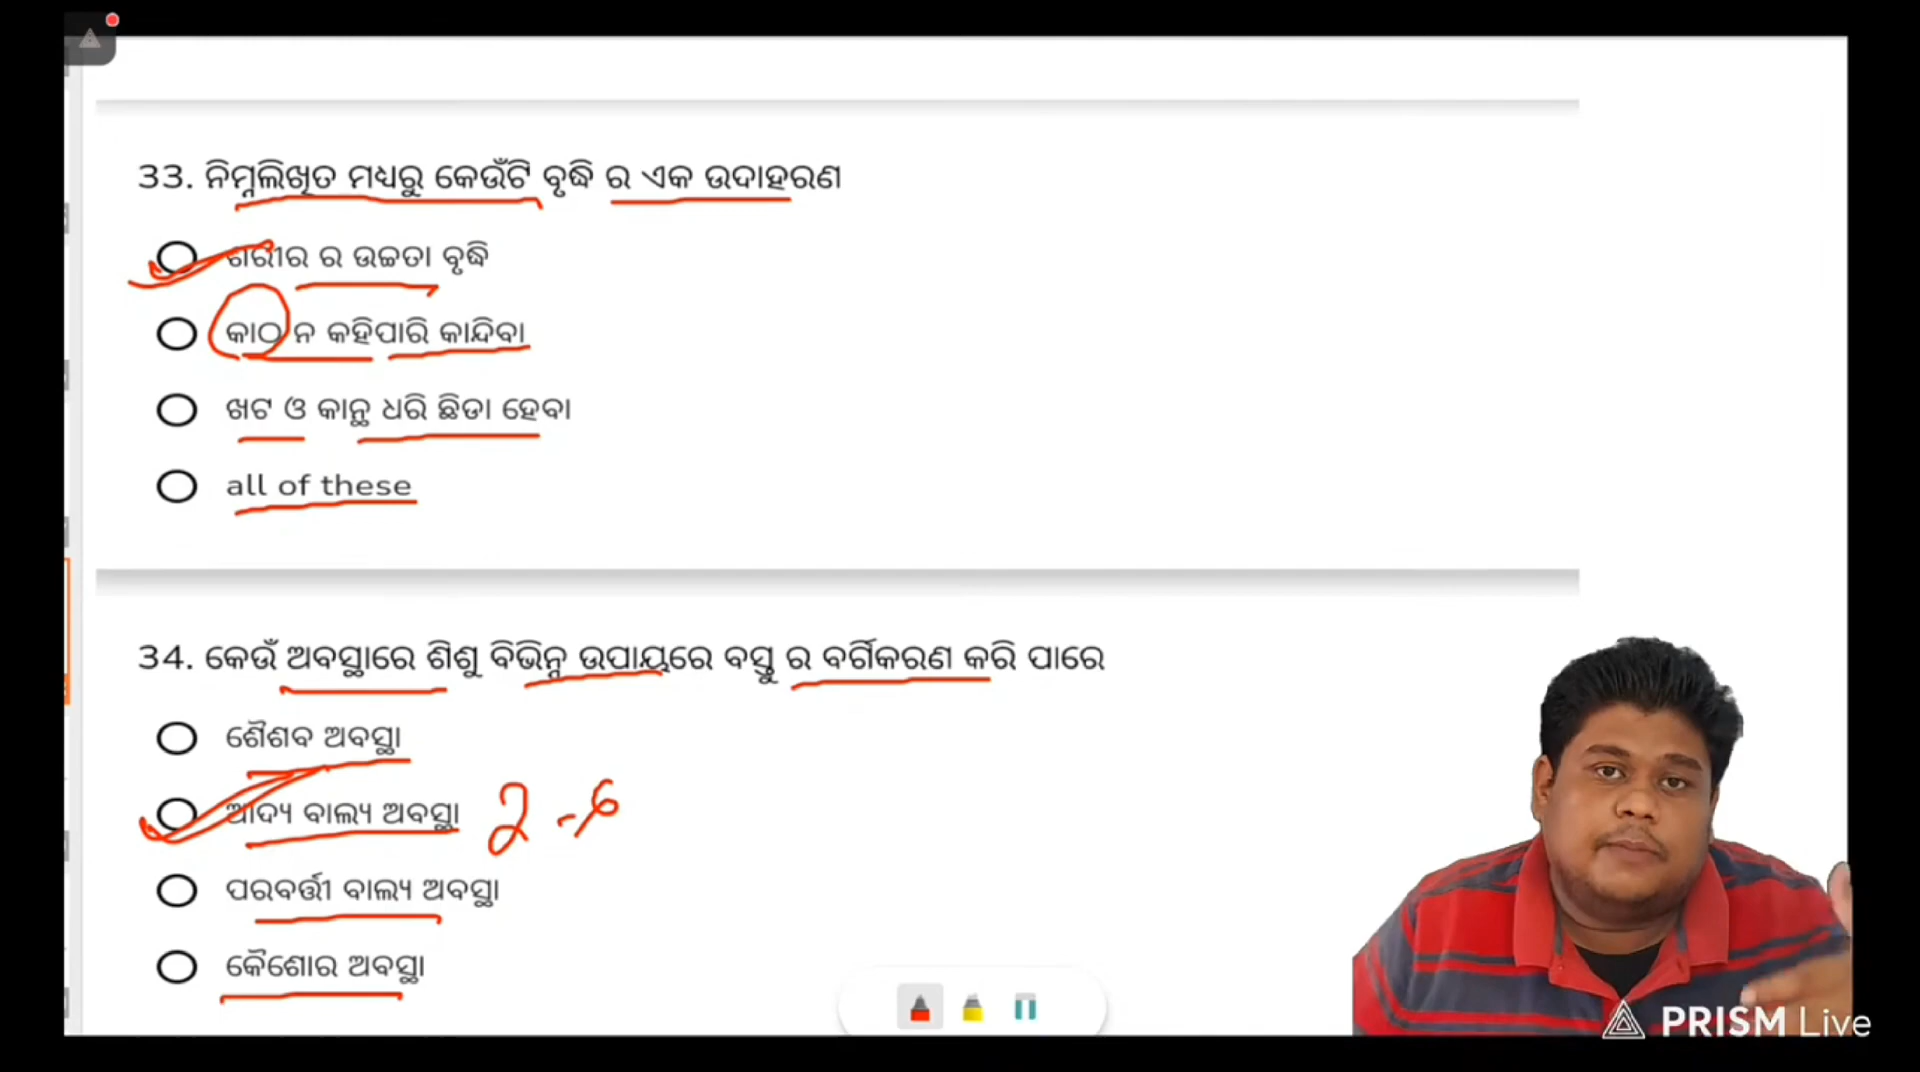 33. ନିମ୍ନଲିଖିତ ମଧ୍ୟରୁ କେଉଁଟି ବୃଦ୍ଧି ର ଏକ ଉଦାହରଣ
ଶରୀର ର ଉଚ୍ଚତା ବୃଦ୍ଧି
କାଠ ନ କହିପାରି କାନ୍ଦିବା
ଖଟ ଓ କାନ୍ଥ ଧରି ଛିଡା ହେବା
all of these
34. କେଉଁ ଅବସ୍ଥାରେ ଶିଶୁ ବିଭିନ୍ନ ଉପାୟରେ ବସ୍ତୁ ର ବର୍ଗିକରଣ କରି ପାରେ
ଶୈଶବ ଅବସ୍ଥା
ଆଦ୍ୟ ବାଲ୍ୟ ଅବସ୍ଥା 2-6
ପରବର୍ତ୍ତୀ ବାଲ୍ୟ ଅବସ୍ଥା
କୈଶୋର ଅବସ୍ଥା
PRISM Live